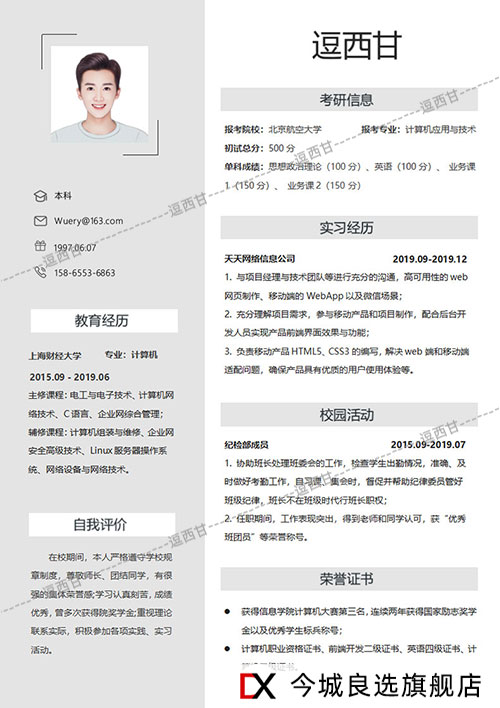 逗西甘
本科
Wuery@163.com
1997.06.07
158-6553-6863
教育经历
上海财经大学 专业：计算机
2015.09 - 2019.06
主修课程：电工与电子技术、计算机网
络技术、C 语言、企业网综合管理；
辅修课程：计算机组装与维修、企业网
安全高级技术、Linux 服务器操作系
统、网络设备与网络技术。
自我评价
在校期间，本人严格遵守学校规
章制度，尊敬师长、团结同学，有很
强的集体荣誉感;学习认真刻苦，成绩
优秀，曾多次获得院奖学金;重视理论
联系实际，积极参加各项实践、实习
活动。
考研信息
报考院校：北京航空大学 报考专业：计算机应用与技术
初试总分：500 分
单科成绩：思想政治理论（100 分）、英语（100 分）、 业务课
1（150 分）、 业务课 2（150 分）
实习经历
天天网络信息公司 2019.09-2019.12
1. 与项目经理与技术团队等进行充分的沟通，高可用性的 web
网页制作、移动端的 WebApp 以及微信场景；
2. 充分理解项目需求，参与移动产品和项目制作，配合后台开
发人员实现产品前端界面效果与功能；
3. 负责移动产品 HTML5、CSS3 的编写，解决 web 端和移动端
适配问题，确保产品具有优质的用户使用体验等。
校园活动
纪检部成员 2015.09-2019.07
1. 协助班长处理班委会的工作，检查学生出勤情况，准确、及
时做好考勤工作，自习课、集会时，督促并帮助纪律委员管好
班级纪律，班长不在班级时代行班长职权；
2. 任职期间，工作表现突出，得到老师和同学认可，获“优秀
班团员”等荣誉称号。
荣誉证书
● 获得信息学院计算机大赛第三名，连续两年获得国家励志奖学
金以及优秀学生标兵称号；
● 计算机职业资格证书、前端开发二级证书、英语四级证书、计
DX 今城良选旗舰店
逗西甘
逗西甘
逗西甘
逗西甘
逗西甘
逗西甘